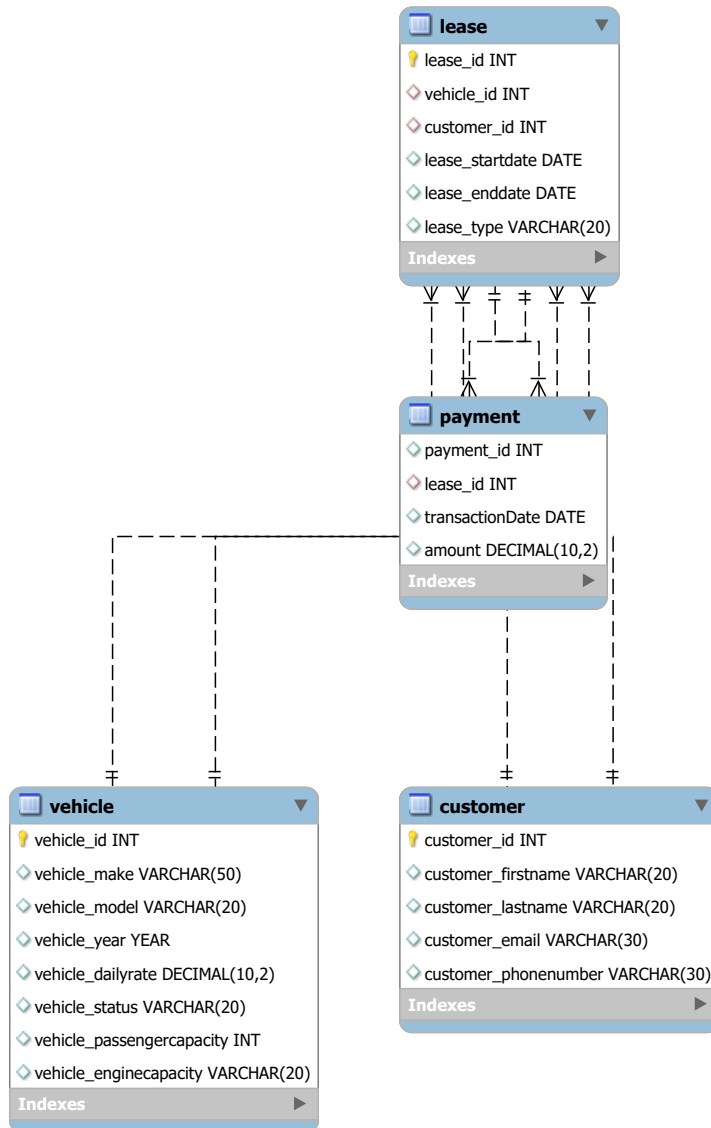 lease
lease_id INT
vehicle_id INT
customer_id INT
lease_startdate DATE
lease_enddate DATE
lease_type VARCHAR(20)
Indexes
payment
payment_id INT
lease_id INT
transactionDate DATE
amount DECIMAL(10,2)
Indexes
vehicle
vehicle_id INT
vehicle_make VARCHAR(50)
vehicle_model VARCHAR(20)
vehicle_year YEAR
vehicle_dailyrate DECIMAL(10,2)
vehicle_status VARCHAR(20)
vehicle_passengercapacity INT
vehicle_enginecapacity VARCHAR(20)
Indexes
customer
customer_id INT
customer_firstname VARCHAR(20)
customer_lastname VARCHAR(20)
customer_email VARCHAR(30)
customer_phonenumber VARCHAR(30)
Indexes